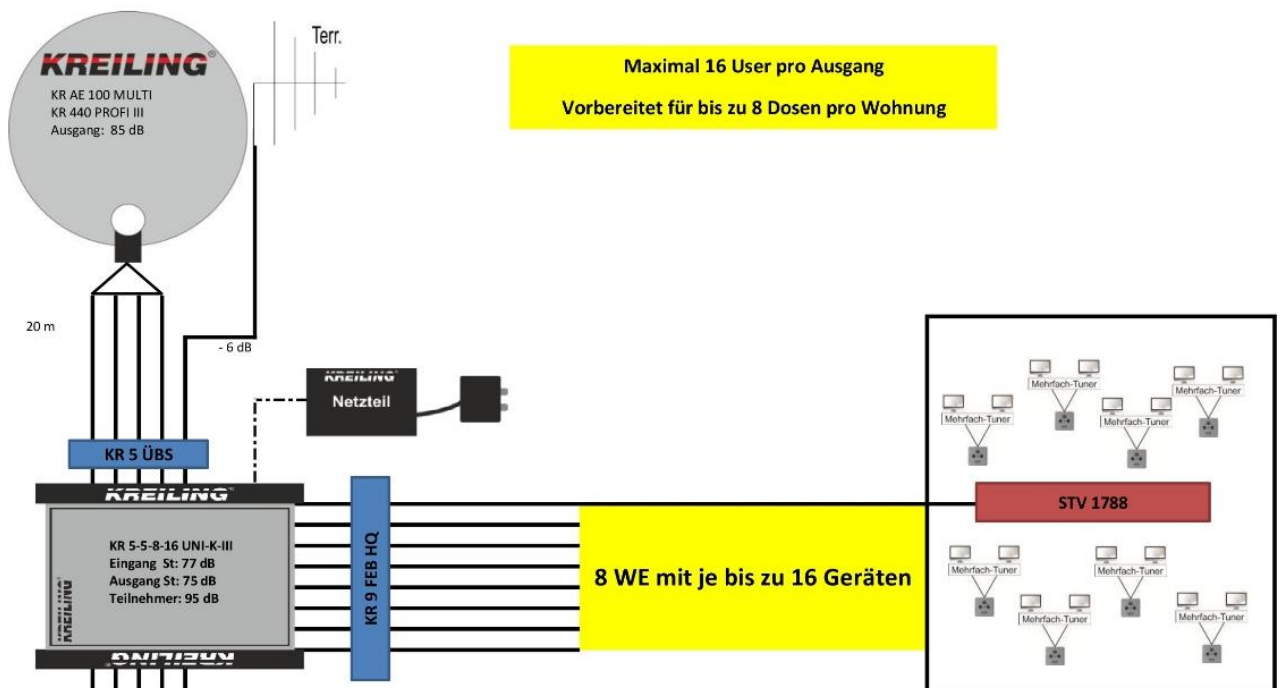 KREILING®
KR AE 100 MULTI
KR 440 PROFI III
Ausgang: 85 dB
Terr.
Maximal 16 User pro Ausgang
Vorbereitet für bis zu 8 Dosen pro Wohnung
20 m
- 6 dB
KREILING®
Netzteil
KR 5 ÜBS
KREILING®
KR 5-5-8-16 UNI-K-III
Eingang St: 77 dB
Ausgang St: 75 dB
Teilnehmer: 95 dB
KREILING
KREILING®
KR 9 FEB HQ
8 WE mit je bis zu 16 Geräten
Mehrfach-Tuner
Mehrfach-Tuner
Mehrfach-Tuner
Mehrfach-Tuner
STV 1788
Mehrfach-Tuner
Mehrfach-Tuner
Mehrfach-Tuner
Mehrfach-Tuner